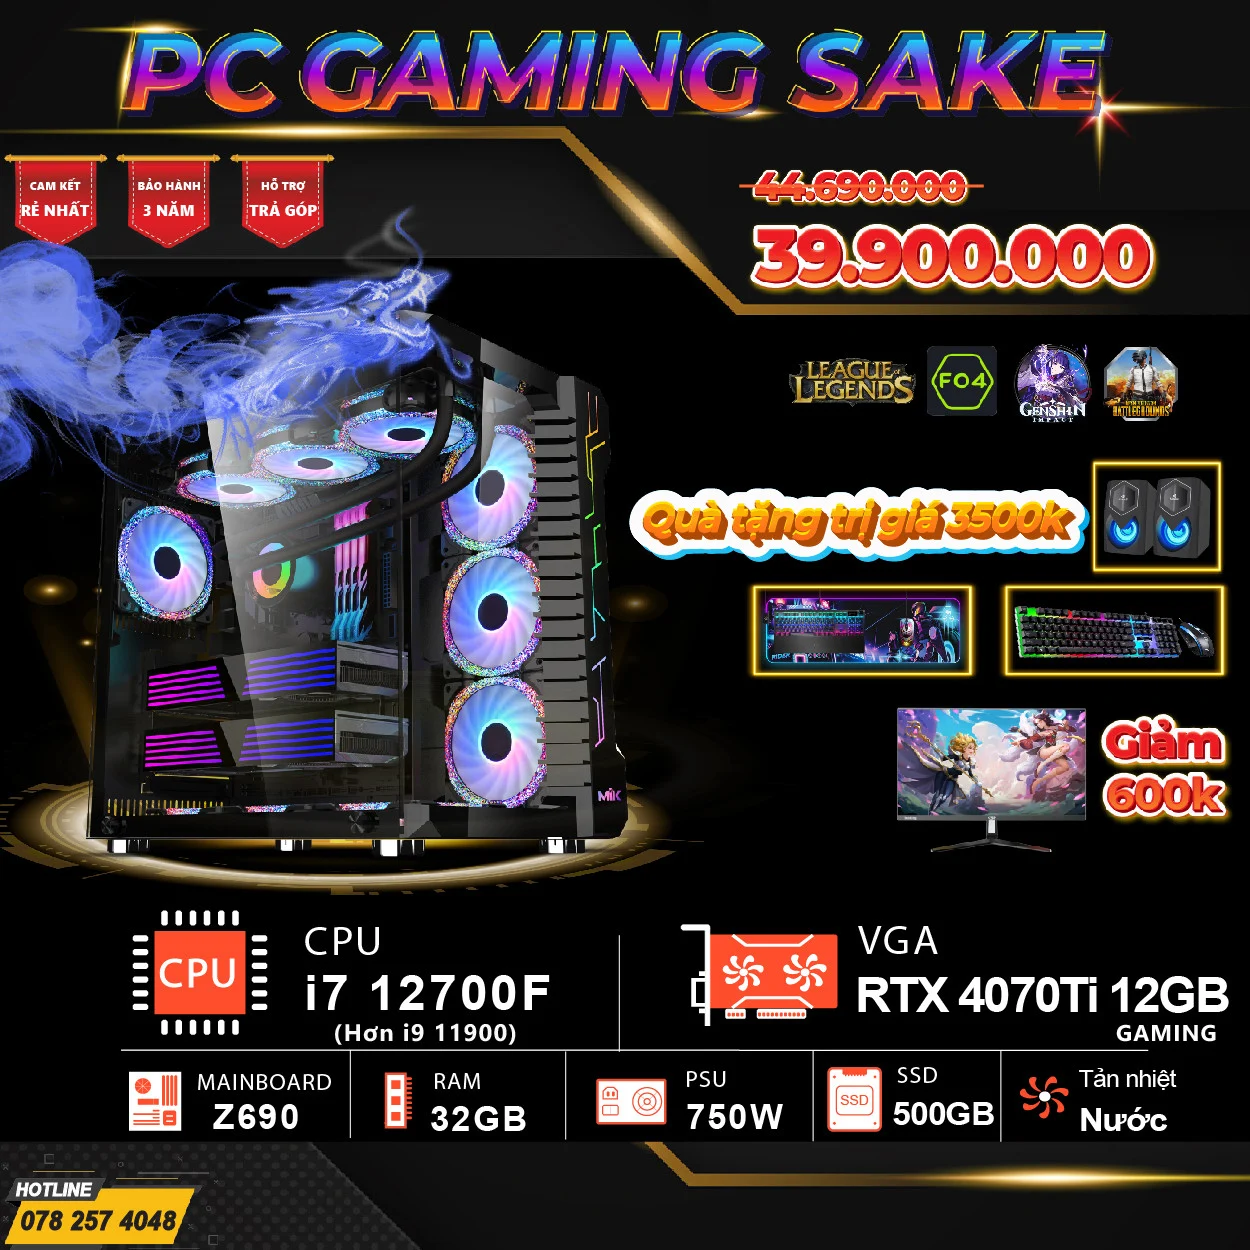 PC GAMING SAKE
CAM KẾT
RẺ NHẤT
BẢO HÀNH
3 NĂM
HỖ TRỢ
TRẢ GÓP
44.690.000
39.900.000
LEAGUE of
LEGENDS
FO4
GENSHIN
IMPACT
BATTLEGROUNDS
Quà tặng trị giá 3500k
Giảm
600k
MIK
CPU
CPU
i7 12700F
(Hơn i9 11900)
VGA
RTX 4070Ti 12GB
GAMING
MAINBOARD
Z690
RAM
32GB
PSU
750W
SSD
SSD
500GB
Tản nhiệt
Nước
HOTLINE
078 257 4048